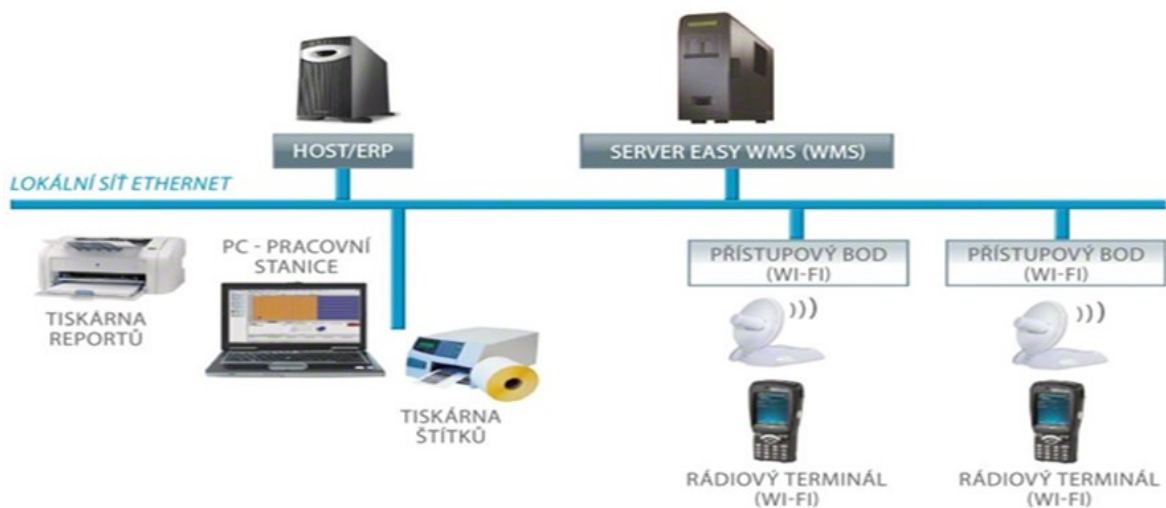 HOST/ERP
SERVER EASY WMS (WMS)
LOKÁLNÍ SÍŤ ETHERNET
PC - PRACOVNÍ
STANICE
TISKÁRNA
REPORTŮ
TISKÁRNA
ŠTÍTKŮ
PŘÍSTUPOVÝ BOD
(WI-FI)
PŘÍSTUPOVÝ BOD
(WI-FI)
RÁDIOVÝ TERMINÁL
(WI-FI)
RÁDIOVÝ TERMINÁL
(WI-FI)